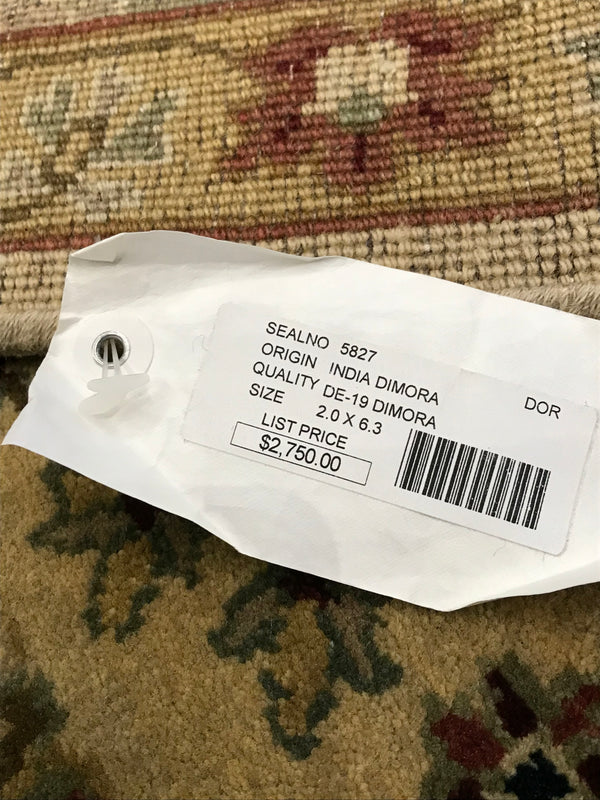 SEALNO 5827
ORIGIN INDIA DIMORA
QUALITY DE-19 DIMORA
DOR
SIZE 2.0 X 6.3
LIST PRICE
$2,750.00